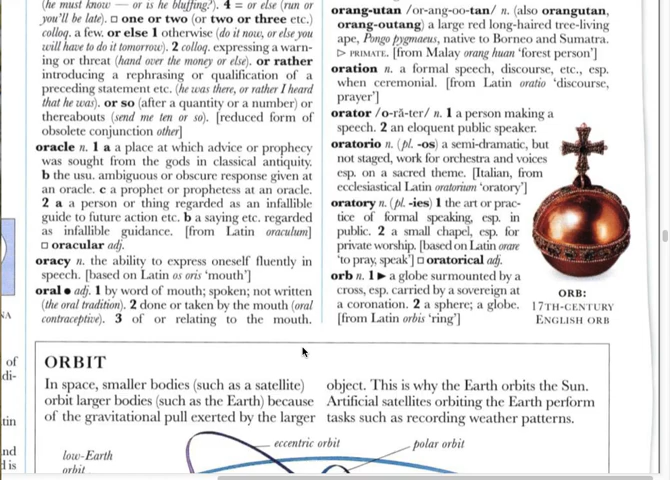 (he must know — or is he bluffing?). 4 = or else (run or
you'll be late). □ one or two (or two or three etc.)
colloq. a few. or else 1 otherwise (do it now, or else you
will have to do it tomorrow). 2 colloq. expressing a warn-
ing or threat (hand over the money or else). or rather
introducing a rephrasing or qualification of a
preceding statement etc. (he was there, or rather I heard
that he was). or so (after a quantity or a number) or
thereabouts (send me ten or so). [reduced form of
obsolete conjunction other]
oracle n. 1 a a place at which advice or prophecy
was sought from the gods in classical antiquity.
b the usu. ambiguous or obscure response given at
an oracle. c a prophet or prophetess at an oracle.
2 a a person or thing regarded as an infallible
guide to future action etc. b a saying etc. regarded
as infallible guidance. [from Latin oraculum]
□ oracular adj.
oracy n. the ability to express oneself fluently in
speech. [based on Latin os oris 'mouth']
oral ● adj. 1 by word of mouth; spoken; not written
(the oral tradition). 2 done or taken by the mouth (oral
contraceptive). 3 of or relating to the mouth.
orang-utan /or-ang-oo-tan/ n. (also orangutan,
orang-outang) a large red long-haired tree-living
ape, Pongo pygmaeus, native to Borneo and Sumatra.
▷ PRIMATE. [from Malay orang huan 'forest person']
oration n. a formal speech, discourse, etc., esp.
when ceremonial. [from Latin oratio 'discourse,
prayer']
orator /o-ră-ter/ n. 1 a person making a
speech. 2 an eloquent public speaker.
oratorio n. (pl. -os) a semi-dramatic, but
not staged, work for orchestra and voices
esp. on a sacred theme. [Italian, from
ecclesiastical Latin oratorium 'oratory']
oratory n. (pl. -ies) 1 the art or prac-
tice of formal speaking, esp. in
public. 2 a small chapel, esp. for
private worship. [based on Latin orare
'to pray, speak'] □ oratorical adj.
orb n. 1 ► a globe surmounted by a
cross, esp. carried by a sovereign at
a coronation. 2 a sphere; a globe.
[from Latin orbis 'ring']
ORB:
17TH-CENTURY
ENGLISH ORB
NA
of
di-
tin
nd
d is
ORBIT
In space, smaller bodies (such as a satellite)
orbit larger bodies (such as the Earth) because
of the gravitational pull exerted by the larger
object. This is why the Earth orbits the Sun.
Artificial satellites orbiting the Earth perform
tasks such as recording weather patterns.
eccentric orbit
polar orbit
low-Earth
orbit